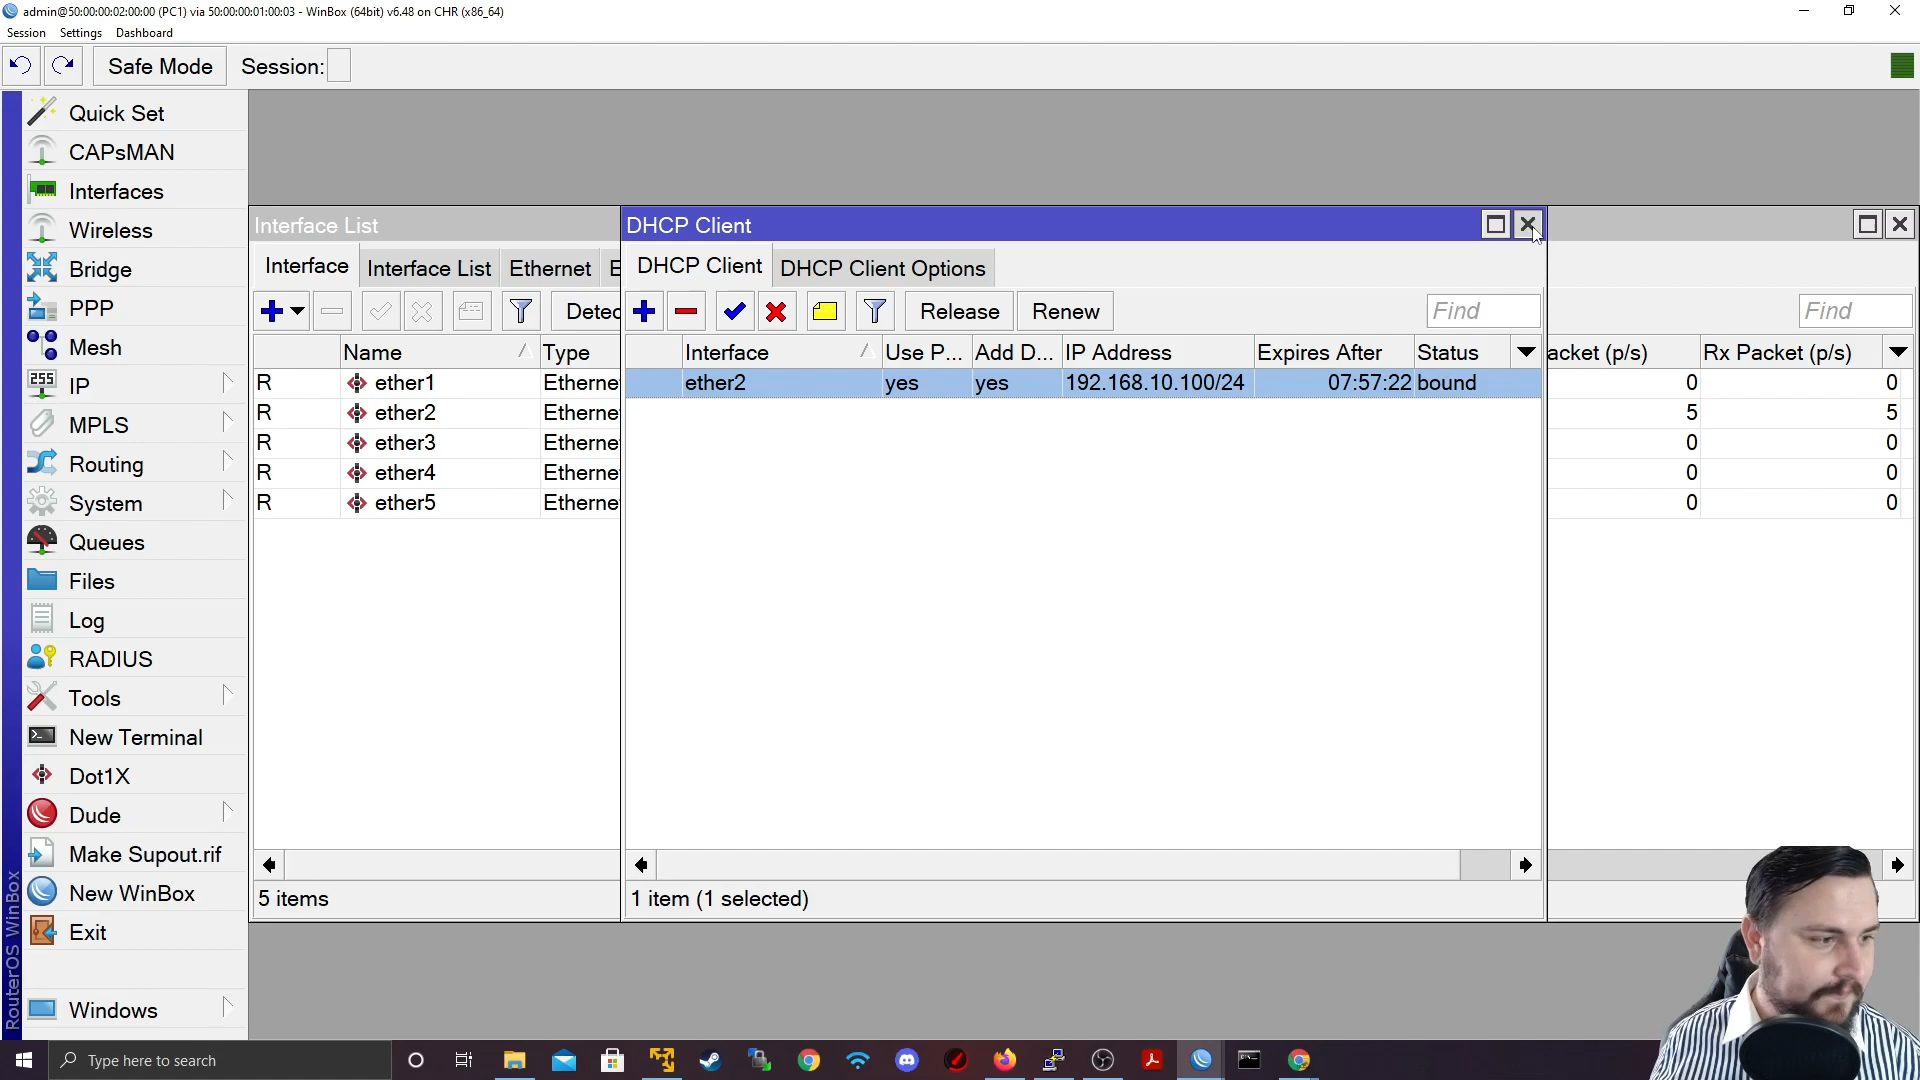 admin@50:00:00:02:00:00 (PC1) via 50:00:00:01:00:03 - WinBox (64bit) v6.48 on CHR (x86_64)
Session Settings Dashboard
Safe Mode Session:
Quick Set
CAPsMAN
Interfaces
Wireless
Bridge
PPP
Mesh
IP
MPLS
Routing
System
Queues
Files
Log
RADIUS
Tools
New Terminal
Dot1X
Dude
Make Supout.rif
New WinBox
Exit
Windows
RouterOS WinBox
Interface List
Interface Interface List Ethernet E
Detec
Name Type
R ether1 Etherne
R ether2 Etherne
R ether3 Etherne
R ether4 Etherne
R ether5 Etherne
5 items
DHCP Client
DHCP Client DHCP Client Options
Release Renew Find
Interface Use P... Add D... IP Address Expires After Status
ether2 yes yes 192.168.10.100/24 07:57:22 bound
1 item (1 selected)
Find
acket (p/s) Rx Packet (p/s)
0 0
5 5
0 0
0 0
0 0
Type here to search